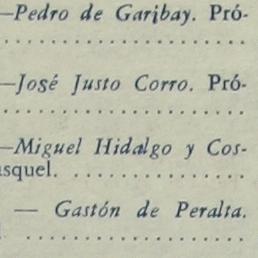 —Pedro de Garibay. Pró-
..................
—José Justo Corro. Pró-
..................
—Miguel Hidalgo y Cos-
squel. ..............
— Gastón de Peralta.
..................